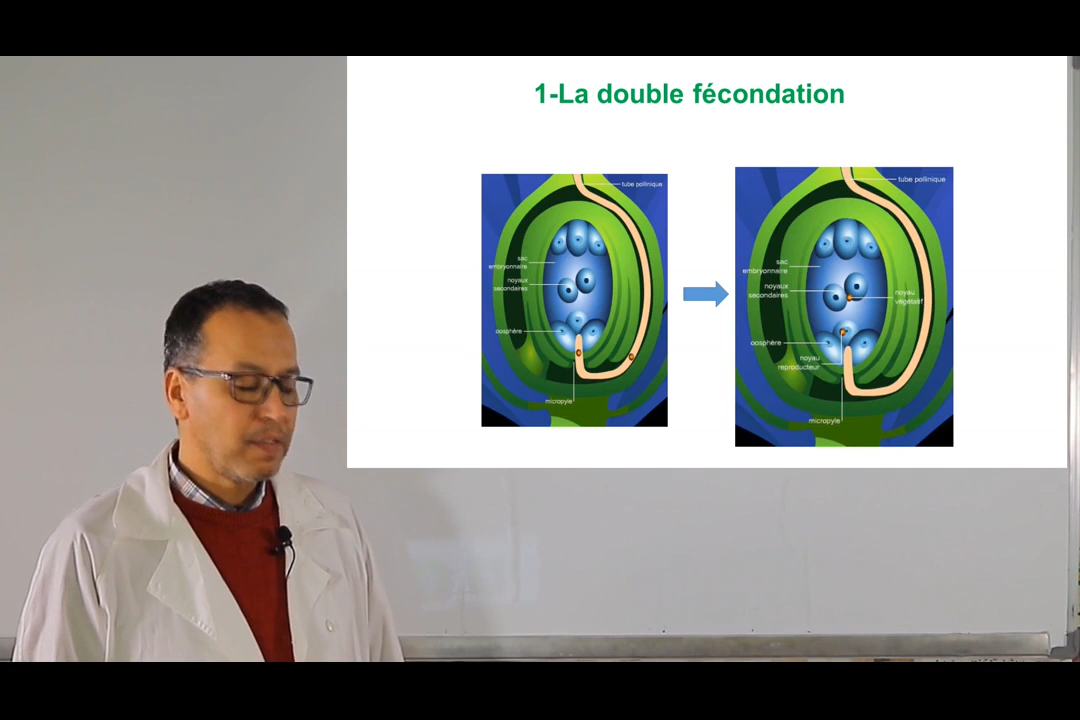 1-La double fécondation
tube pollinique
sac
embryonnaire
noyaux
secondaires
oosphère
micropyle
tube pollinique
sac
embryonnaire
noyaux
secondaires
noyau
végétatif
oosphère
noyau
reproducteur
micropyle